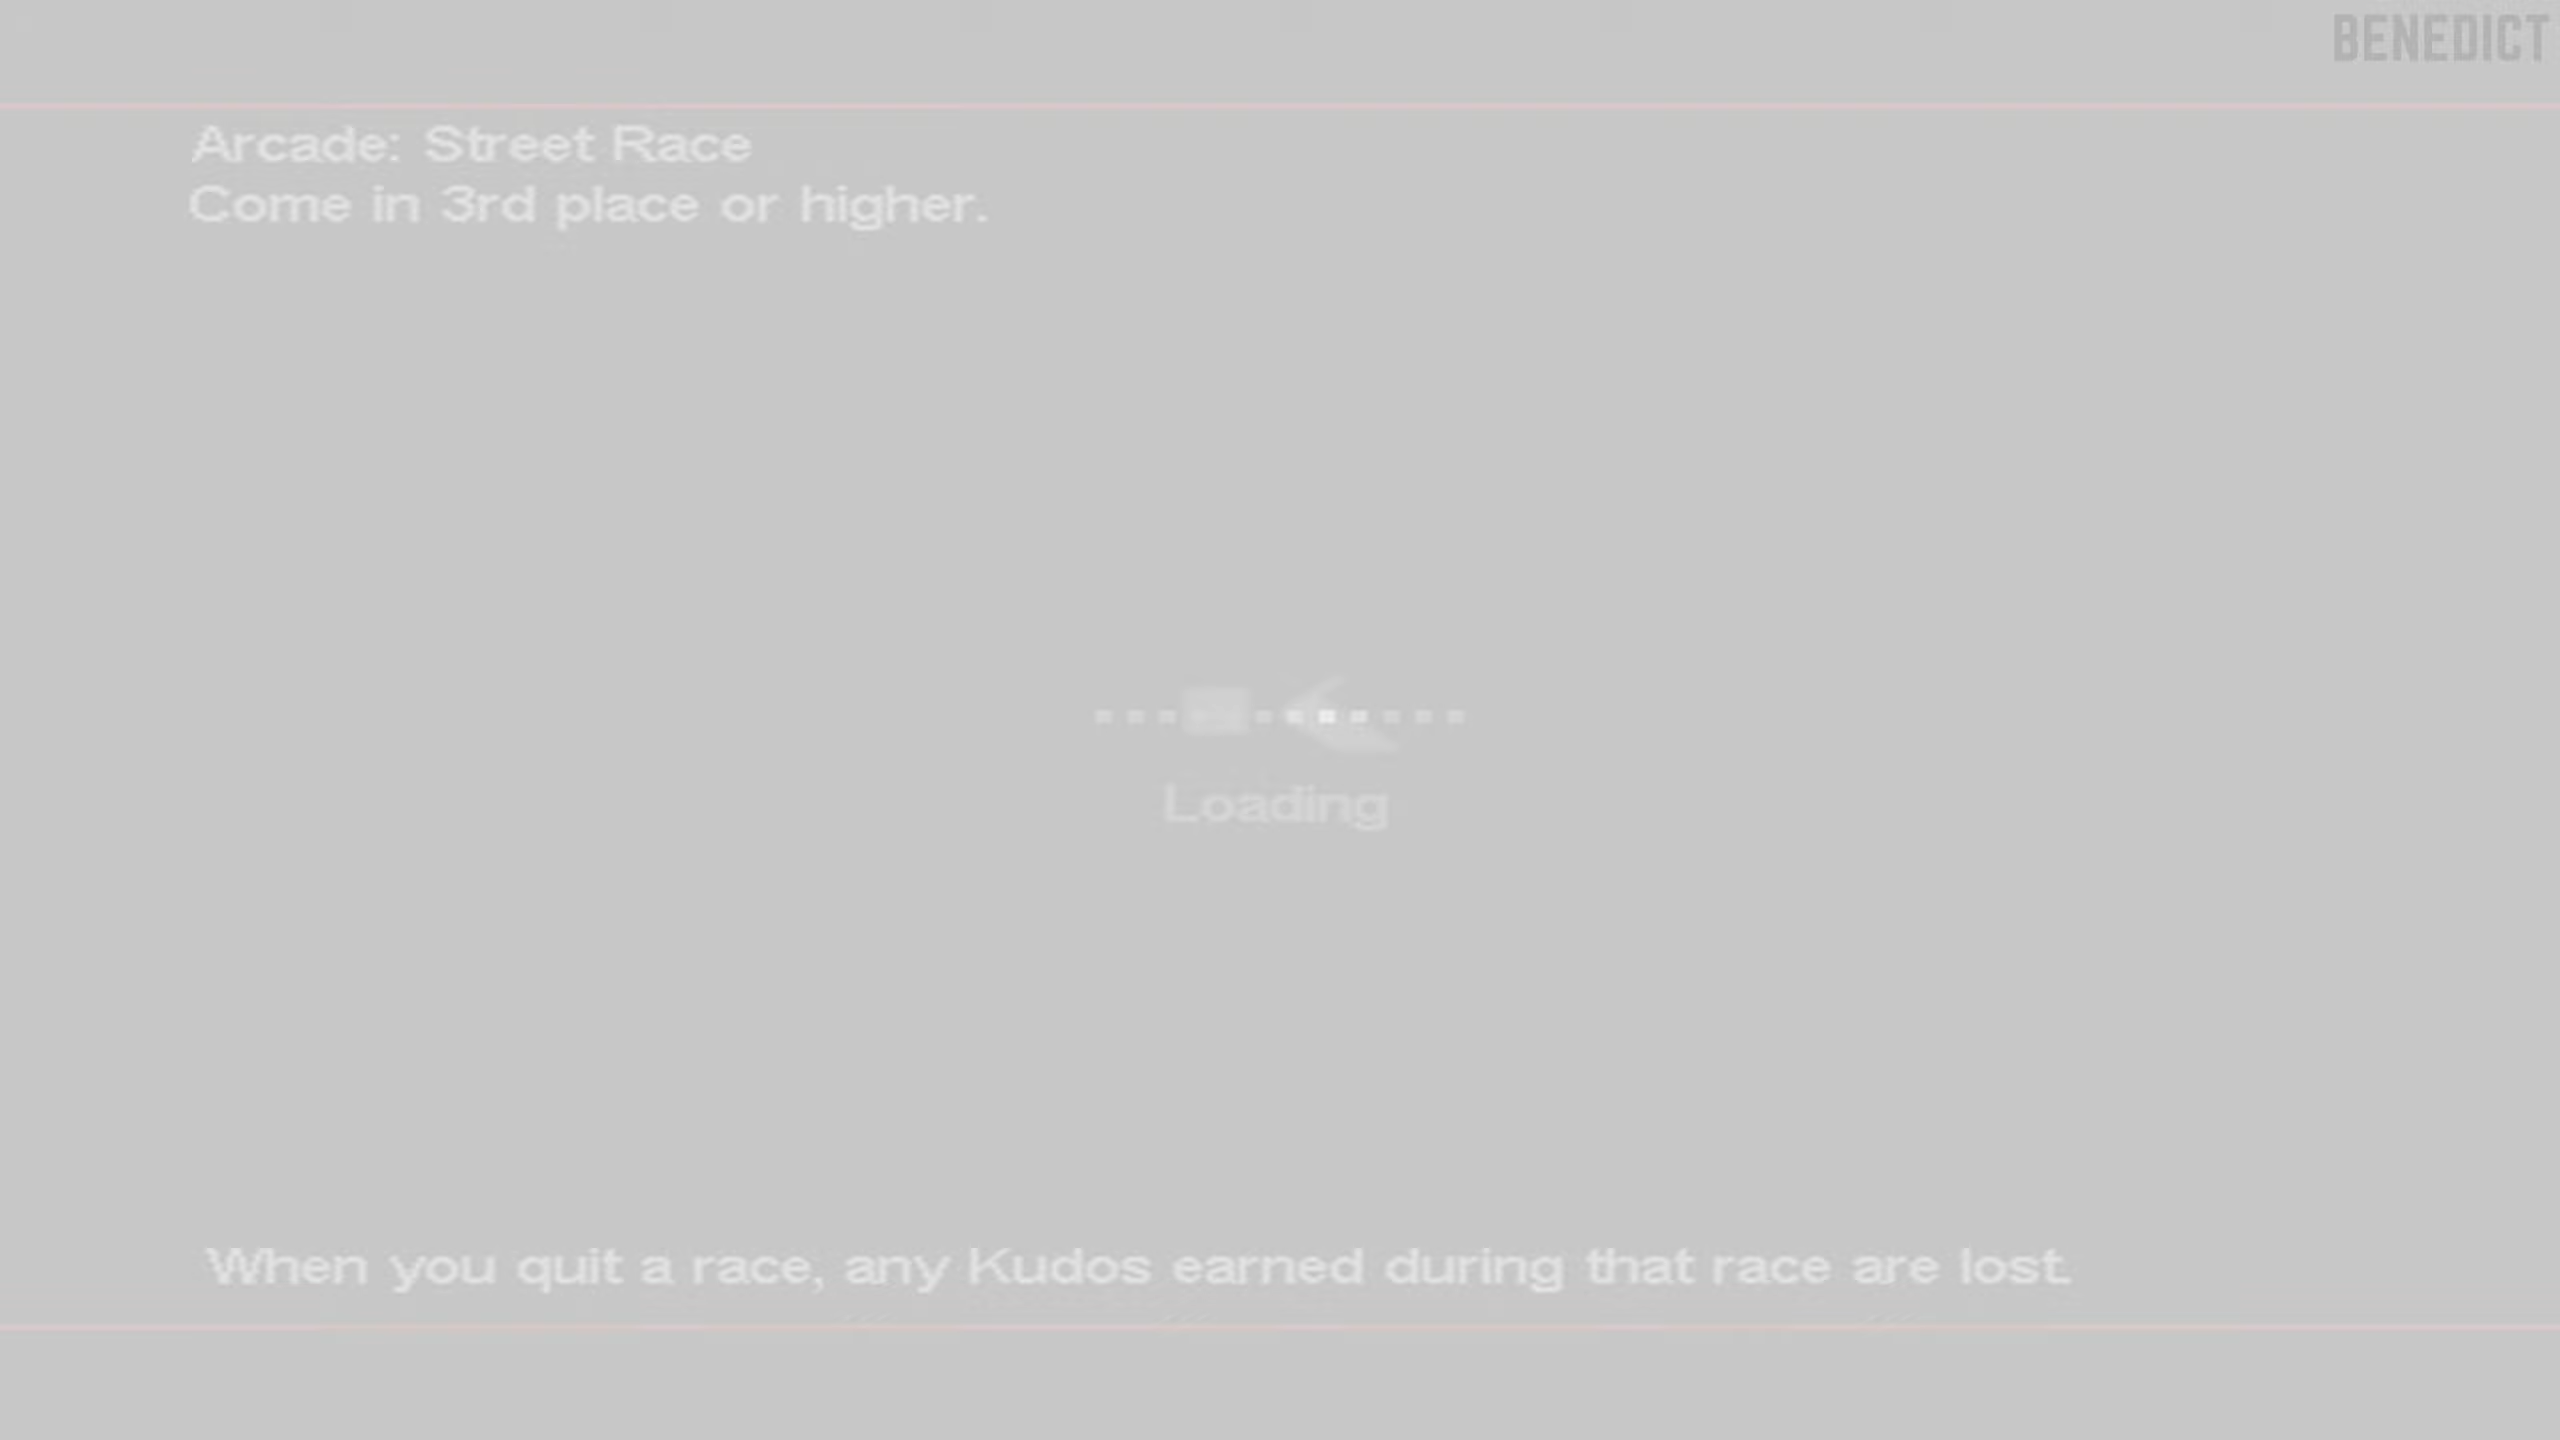 BENEDICT
Arcade: Street Race
Come in 3rd place or higher.
Loading
When you quit a race, any Kudos earned during that race are lost.